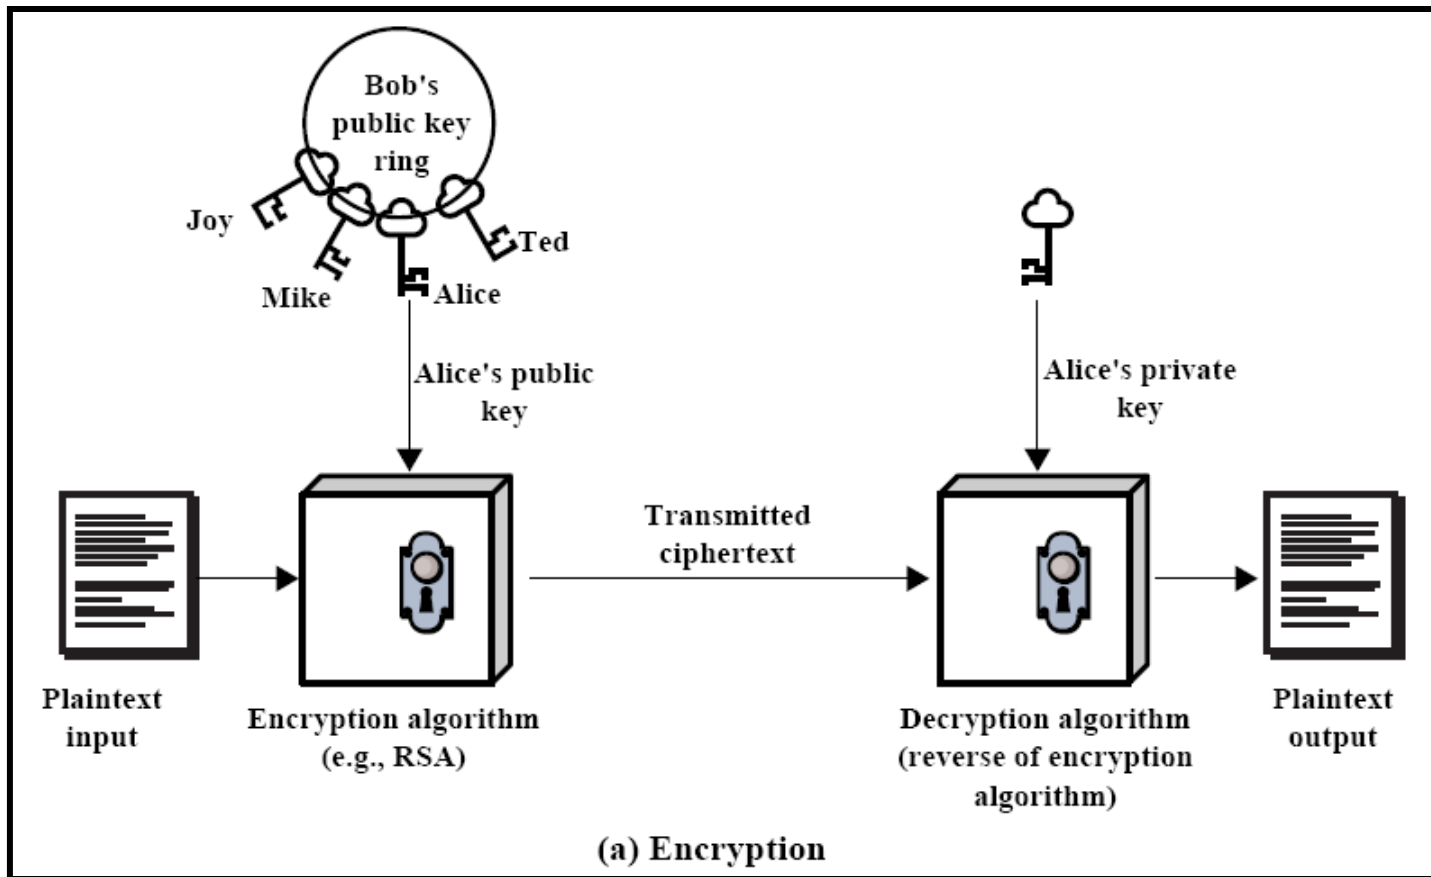 Bob's
public key
ring
Joy
Ted
Mike
Alice
Alice's public
key
Alice's private
key
Transmitted
ciphertext
Plaintext
input
Encryption algorithm
(e.g., RSA)
Decryption algorithm
(reverse of encryption
algorithm)
Plaintext
output
(a) Encryption